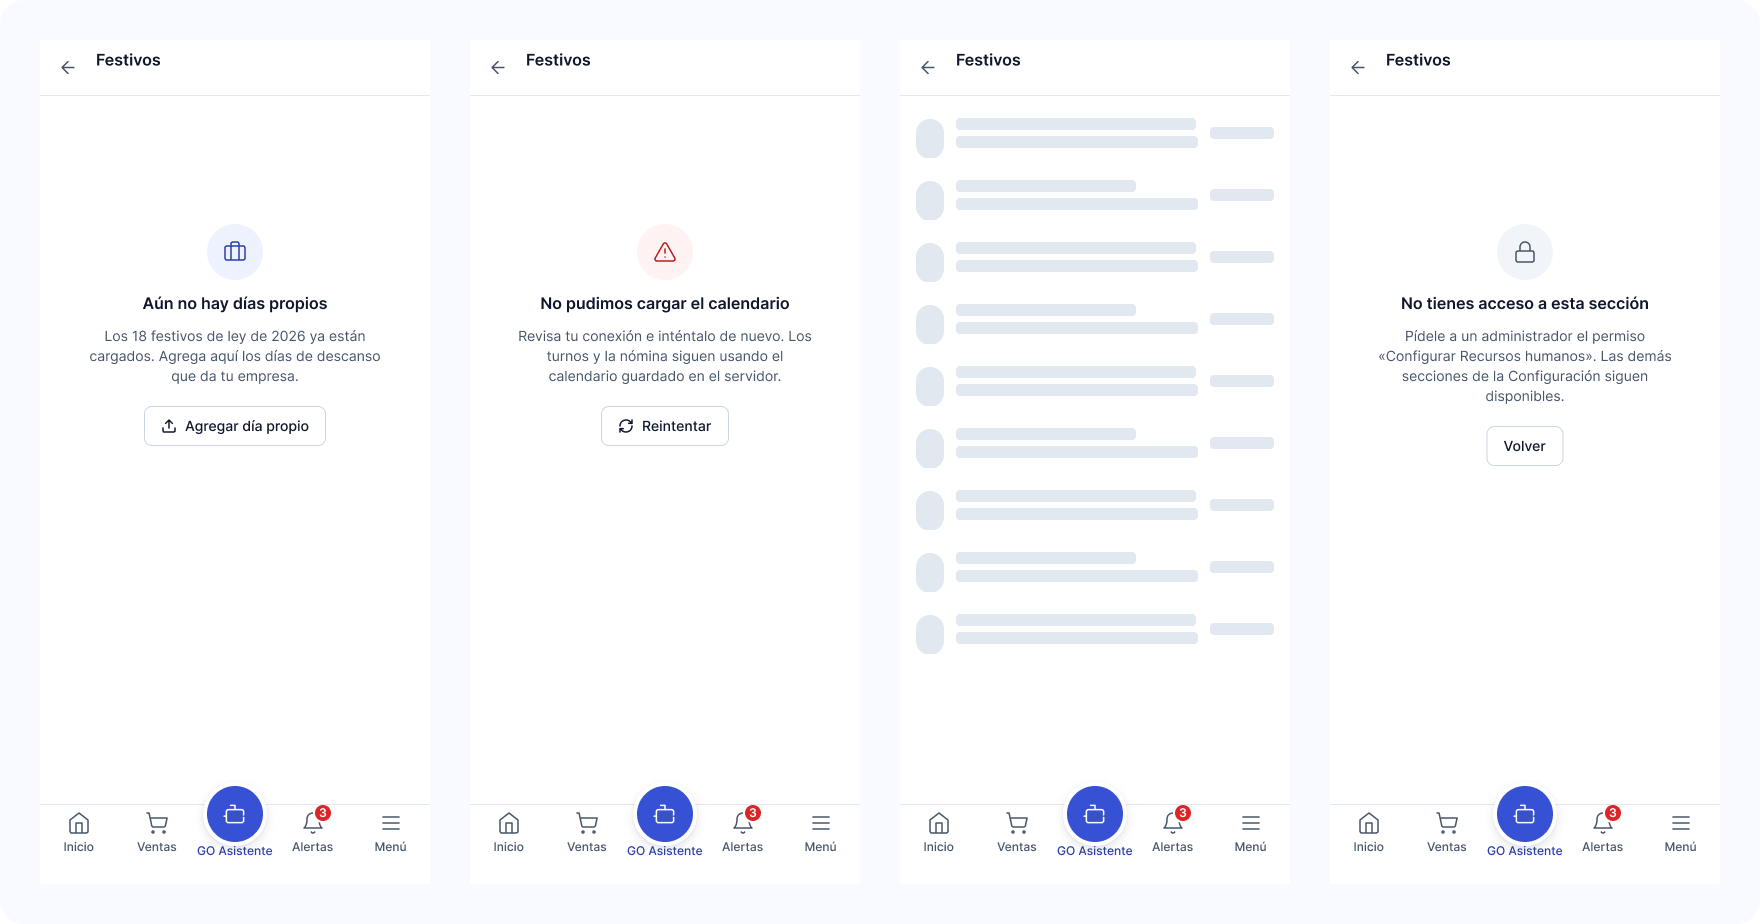 Festivos
Aún no hay días propios
Los 18 festivos de ley de 2026 ya están
cargados. Agrega aquí los días de descanso
que da tu empresa.
Agregar día propio
Inicio
Ventas
GO Asistente
3
Alertas
Menú
Festivos
No pudimos cargar el calendario
Revisa tu conexión e inténtalo de nuevo. Los
turnos y la nómina siguen usando el
calendario guardado en el servidor.
Reintentar
Inicio
Ventas
GO Asistente
3
Alertas
Menú
Festivos
Inicio
Ventas
GO Asistente
3
Alertas
Menú
Festivos
No tienes acceso a esta sección
Pídele a un administrador el permiso
«Configurar Recursos humanos». Las demás
secciones de la Configuración siguen
disponibles.
Volver
Inicio
Ventas
GO Asistente
3
Alertas
Menú